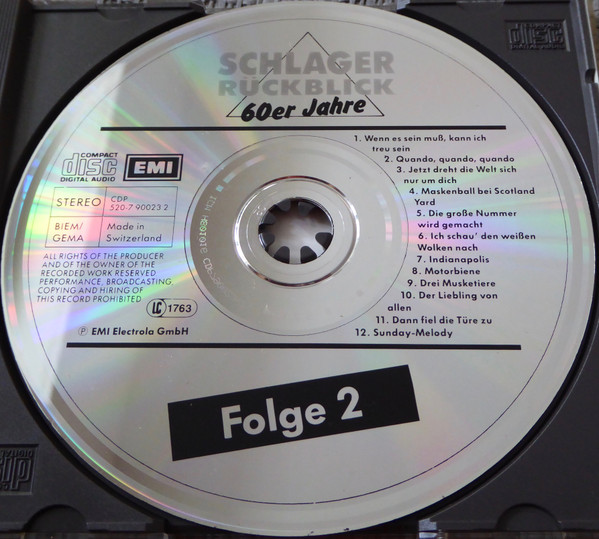 SCHLAGER
RÜCKBLICK
60er Jahre
COMPACT
disc
DIGITAL AUDIO
EMI
STEREO
CDP
520-7 90023 2
BIEM/
GEMA
Made in
Switzerland
ALL RIGHTS OF THE PRODUCER
AND OF THE OWNER OF THE
RECORDED WORK RESERVED.
PERFORMANCE, BROADCASTING,
COPYING AND HIRING OF
THIS RECORD PROHIBITED
LC 1763
℗ EMI Electrola GmbH
1. Wenn es sein muß, kann ich
treu sein
2. Quando, quando, quando
3. Jetzt dreht die Welt sich
nur um dich
4. Maskenball bei Scotland
Yard
5. Die große Nummer
wird gemacht
6. Ich schau' den weißen
Wolken nach
7. Indianapolis
8. Motorbiene
9. Drei Musketiere
10. Der Liebling von
allen
11. Dann fiel die Türe zu
12. Sunday-Melody
Folge 2